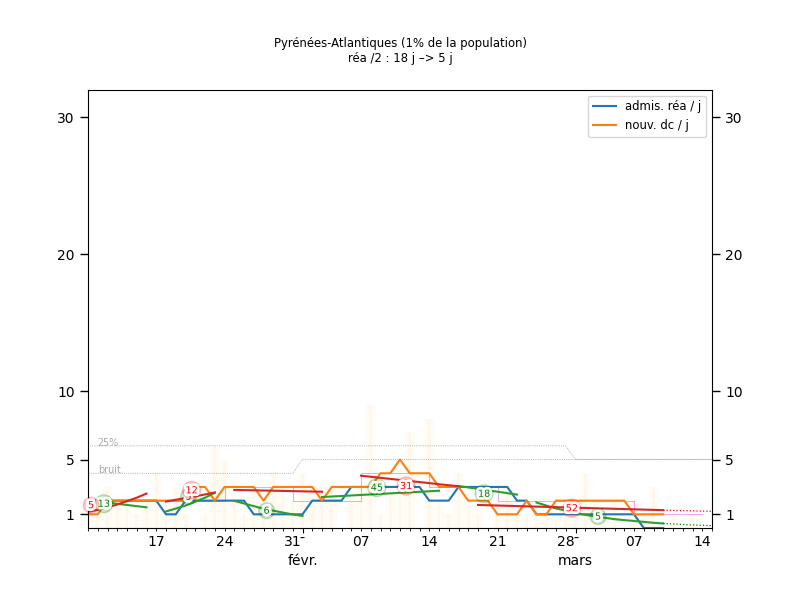 Pyrénées-Atlantiques (1% de la population)
réa /2 : 18 j –> 5 j
admis. réa / j
nouv. dc / j
30 30
20 20
10 10
25%
5 5
bruit
45 31
12
18
5 13
52
6
5
1 1
17 24 31 07 14 21 28 07 14
févr. mars